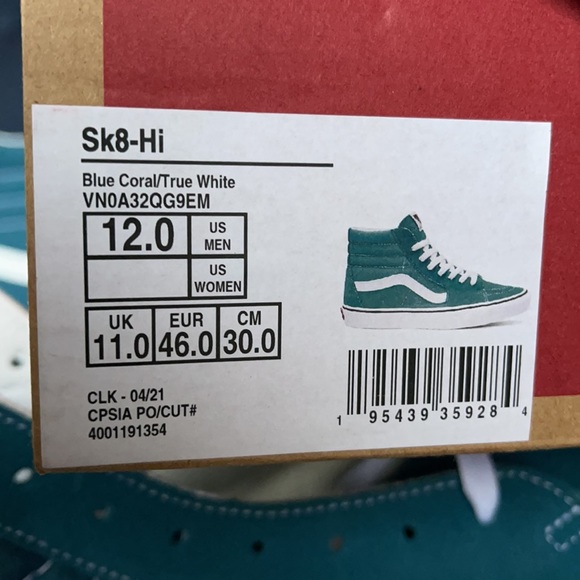 Sk8-Hi
Blue Coral/True White
VN0A32QG9EM
12.0 US MEN
US WOMEN
UK EUR CM
11.0 46.0 30.0
CLK - 04/21
CPSIA PO/CUT#
4001191354
1 95439 35928 4